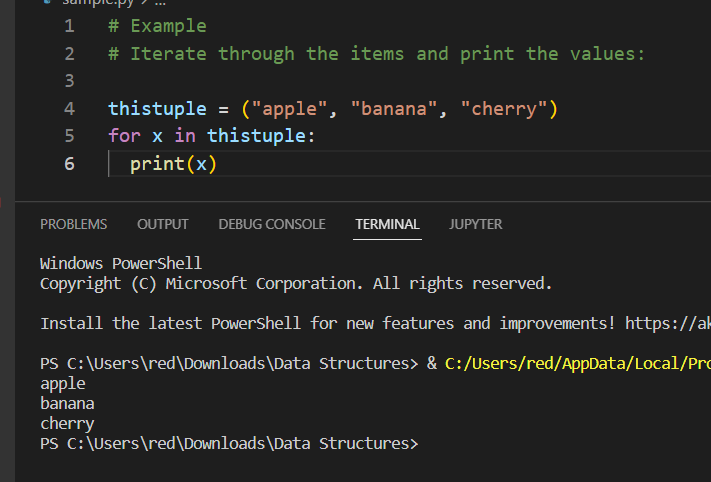 sample.py > ...
1 # Example
2 # Iterate through the items and print the values:
3
4 thistuple = ("apple", "banana", "cherry")
5 for x in thistuple:
6   print(x)
PROBLEMS OUTPUT DEBUG CONSOLE TERMINAL JUPYTER
Windows PowerShell
Copyright (C) Microsoft Corporation. All rights reserved.
Install the latest PowerShell for new features and improvements! https://ak
PS C:\Users\red\Downloads\Data Structures> & C:/Users/red/AppData/Local/Pro
apple
banana
cherry
PS C:\Users\red\Downloads\Data Structures>